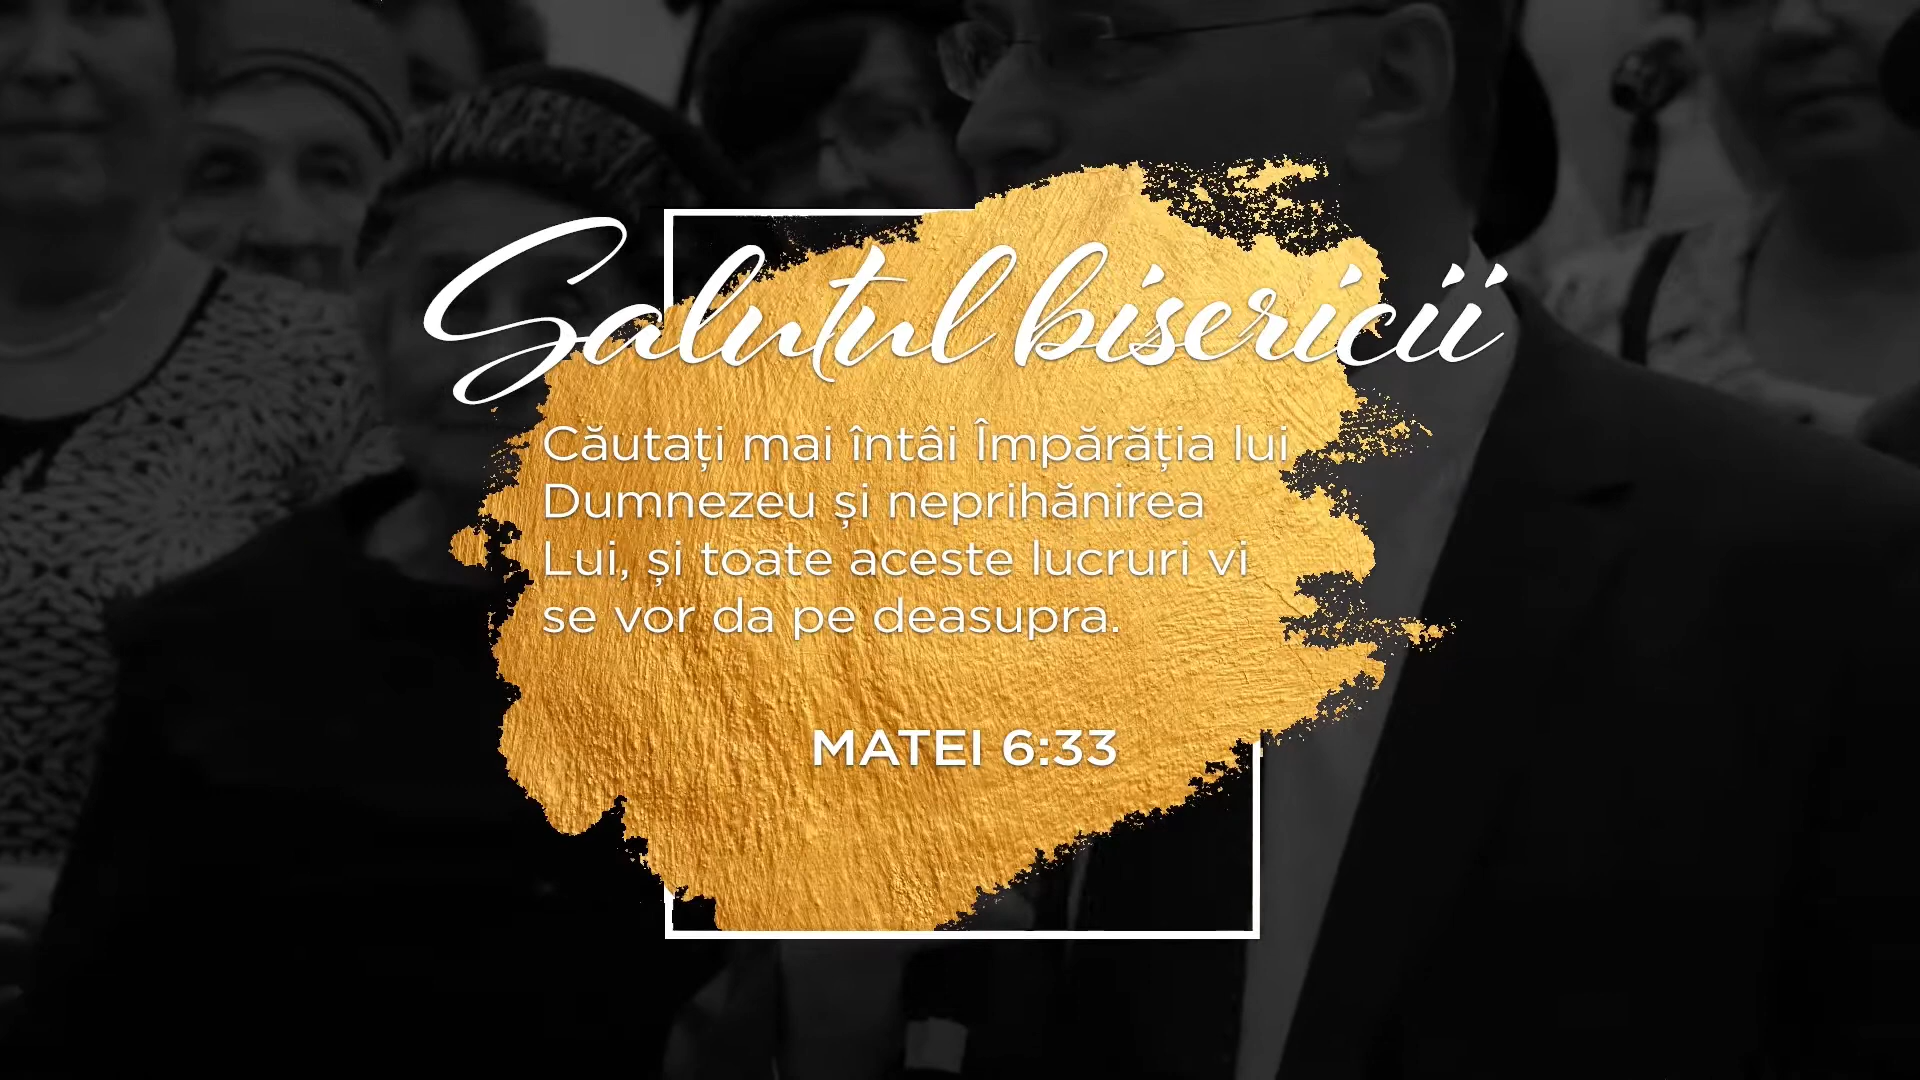 Salutul bisericii
Căutați mai întâi Împărăția lui
Dumnezeu și neprihănirea
Lui, și toate aceste lucruri vi
se vor da pe deasupra.
MATEI 6:33